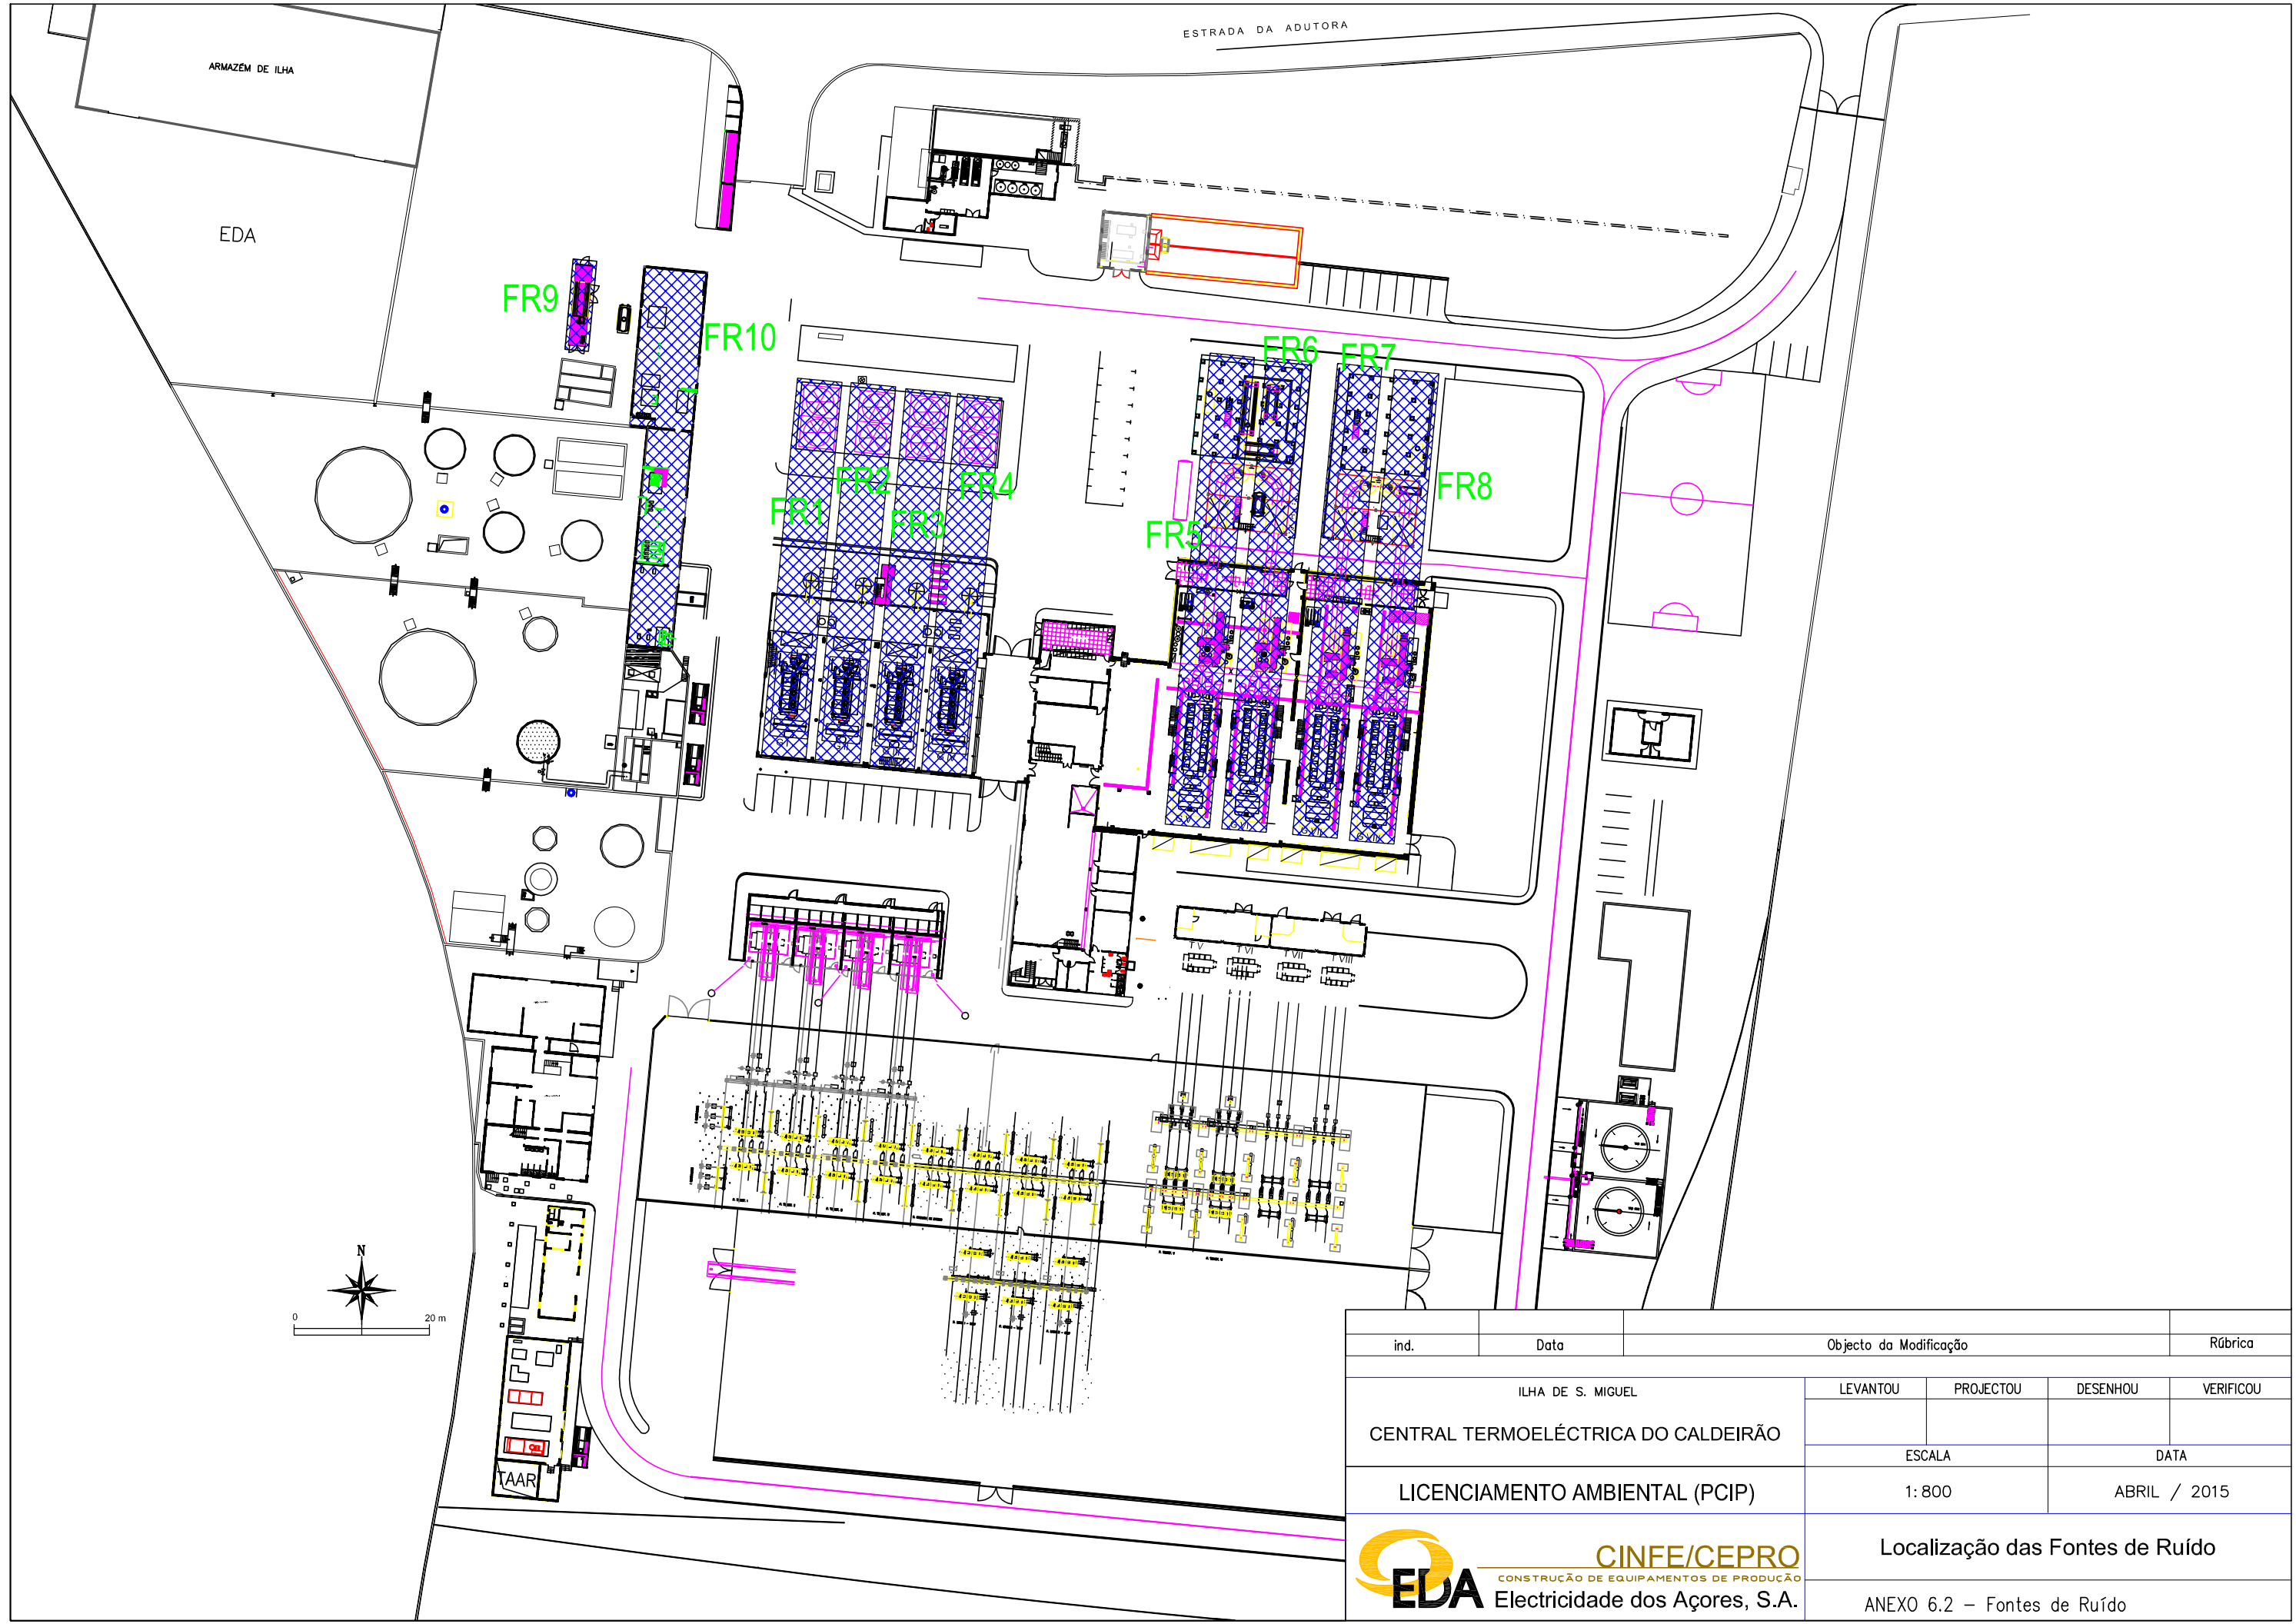 ESTRADA DA ADUTORA
ARMAZÉM DE ILHA
EDA
FR9
FR10
FR6
FR7
FR2
FR4
FR8
FR1
FR3
FR5
T V
T VI
T VII
T VIII
N
0
20 m
TAAR
ind.
Data
Objecto da Modificação
Rúbrica
ILHA DE S. MIGUEL
CENTRAL TERMOELÉCTRICA DO CALDEIRÃO
LEVANTOU
PROJECTOU
DESENHOU
VERIFICOU
ESCALA
DATA
LICENCIAMENTO AMBIENTAL (PCIP)
1:800
ABRIL / 2015
EDA
CINFE/CEPRO
CONSTRUÇÃO DE EQUIPAMENTOS DE PRODUÇÃO
Electricidade dos Açores, S.A.
Localização das Fontes de Ruído
ANEXO 6.2 – Fontes de Ruído